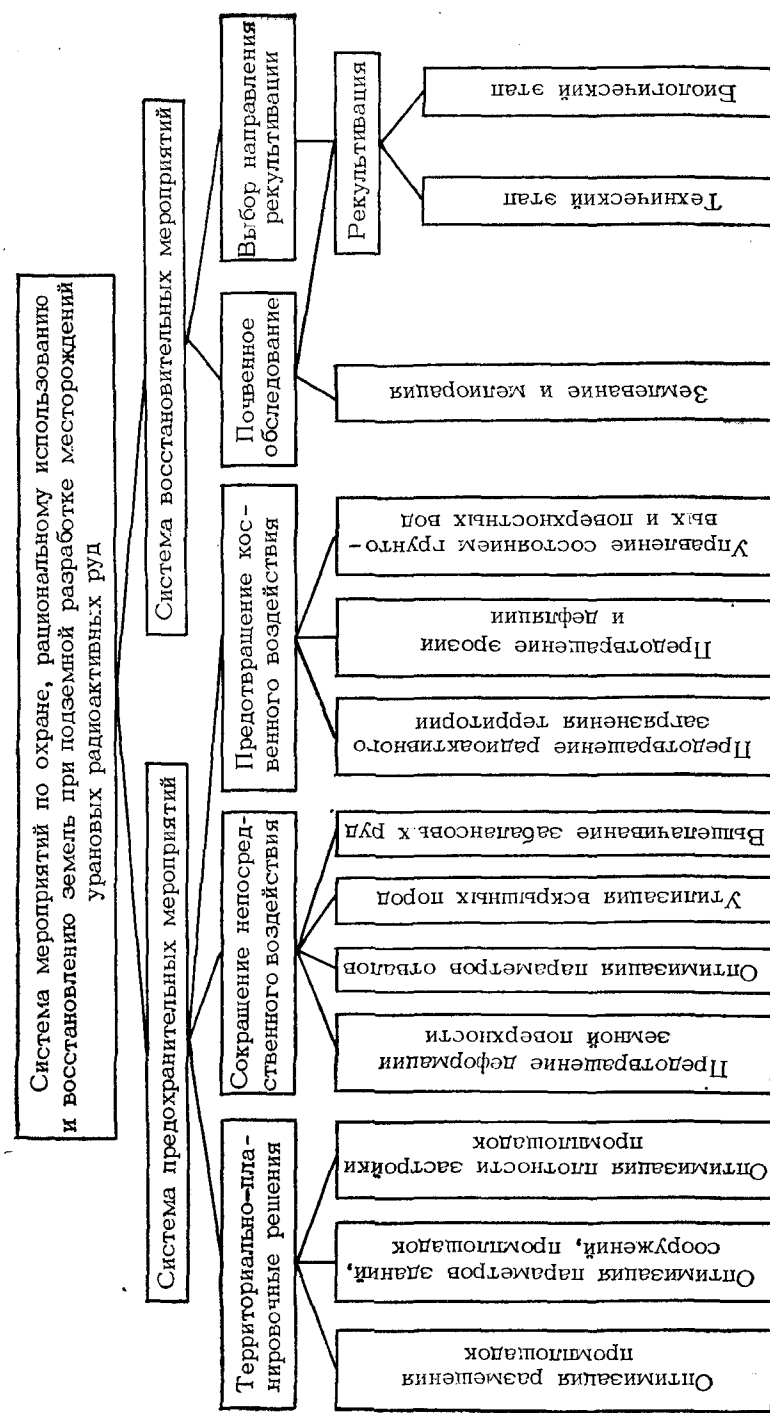 Система мероприятий по охране, рациональному использованию
и восстановлению земель при подземной разработке месторождений
урановых радиоактивных руд
Система предохранительных мероприятий
Система восстановительных мероприятий
Территориально-пла-
нировочные решения
Сокращение непосред-
ственного воздействия
Предотвращение кос-
венного воздействия
Почвенное
обследование
Выбор направления
рекультивации
Рекультивация
Оптимизация размещения
промплощадок
Оптимизация параметров зданий,
сооружений, промплощадок
Оптимизация плотности застройки
промплощадок
Предотвращение деформации
земной поверхности
Оптимизация параметров отвалов
Утилизация вскрышных пород
Выщелачивание забалансовых руд
Предотвращение радиоактивного
загрязнения территории
Предотвращение эрозии
и дефляции
Управление состоянием грунто-
вых и поверхностных вод
Землевание и мелиорация
Технический этап
Биологический этап